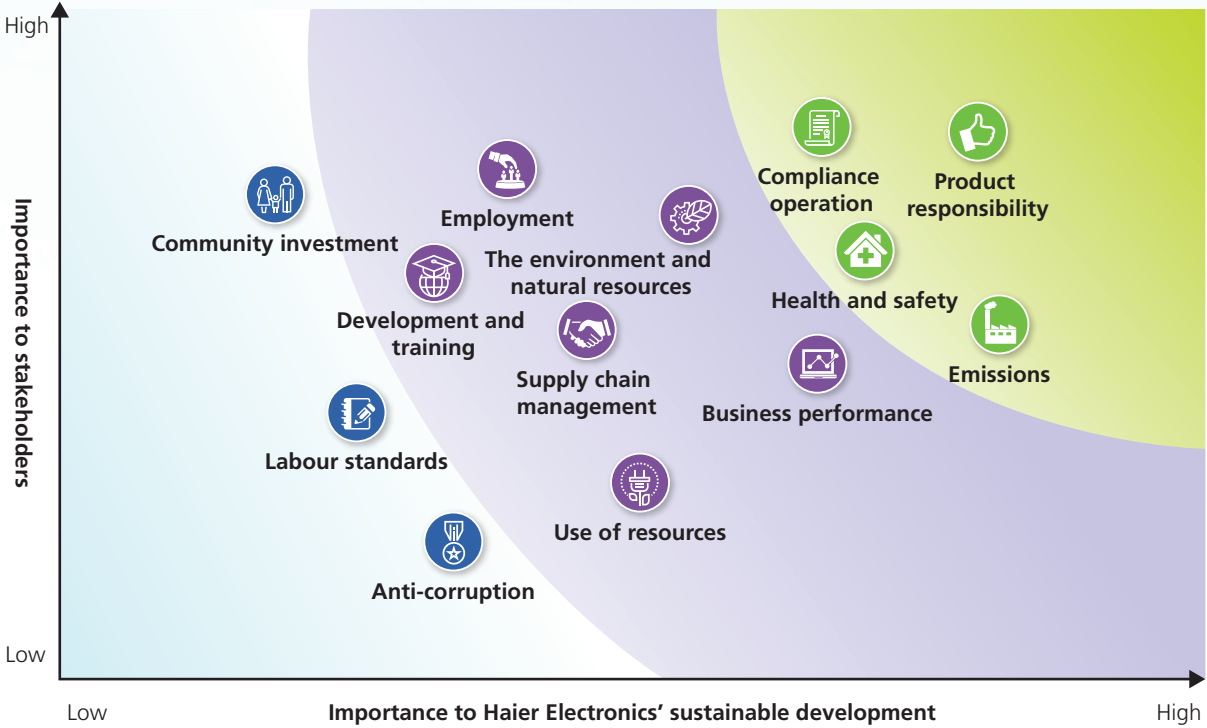 High
Importance to stakeholders
Low
Community investment
Employment
The environment and
natural resources
Development and
training
Supply chain
management
Labour standards
Anti-corruption
Use of resources
Business performance
Compliance
operation
Product
responsibility
Health and safety
Emissions
Low
Importance to Haier Electronics’ sustainable development
High